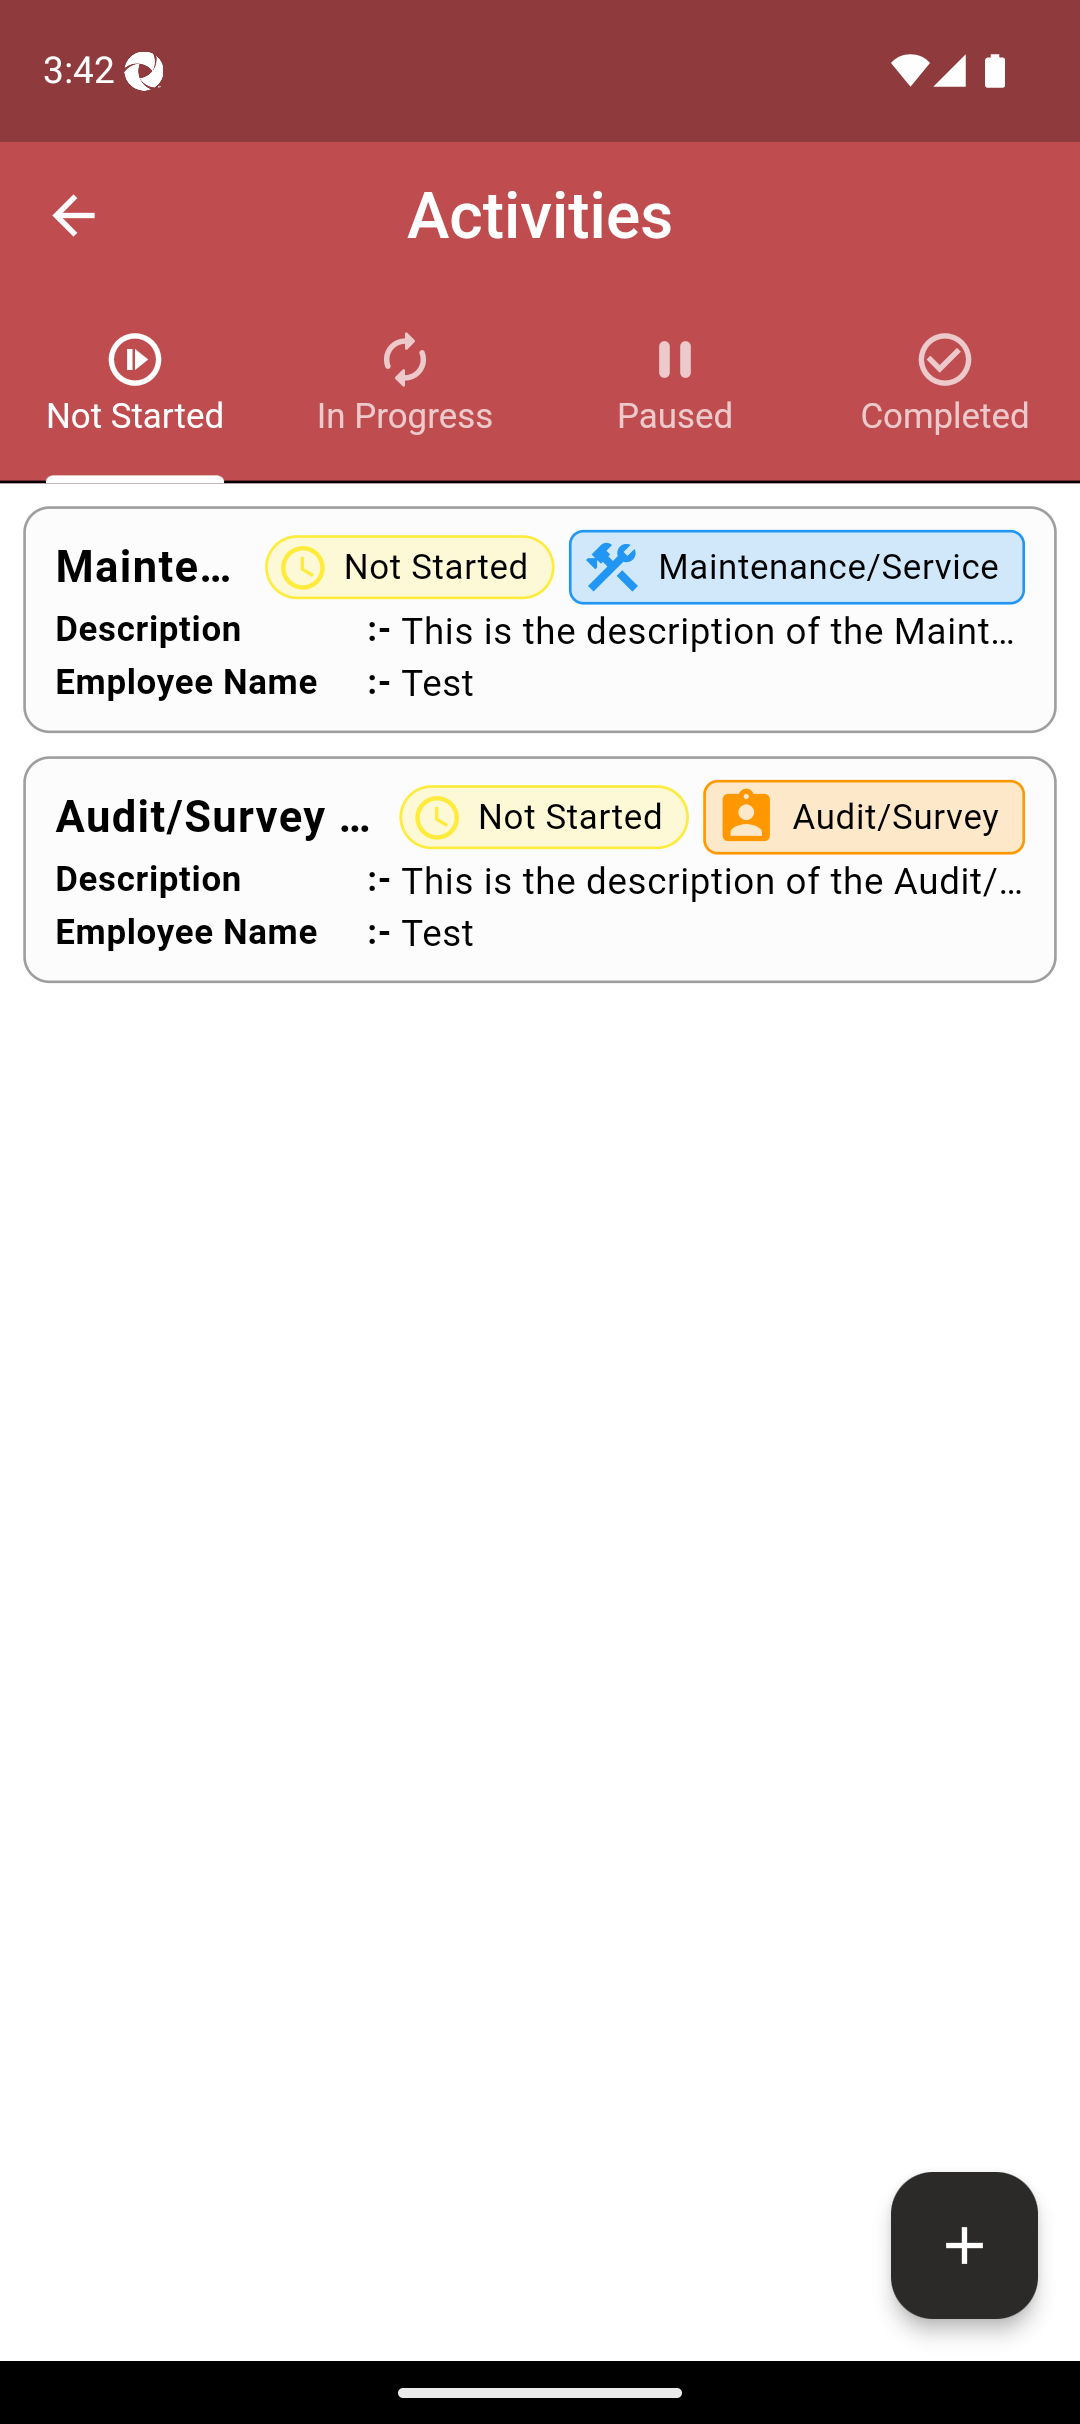 3:42
Activities
Not Started In Progress Paused Completed
Mainte... Not Started Maintenance/Service
Description :- This is the description of the Maint...
Employee Name :- Test
Audit/Survey ... Not Started Audit/Survey
Description :- This is the description of the Audit/...
Employee Name :- Test